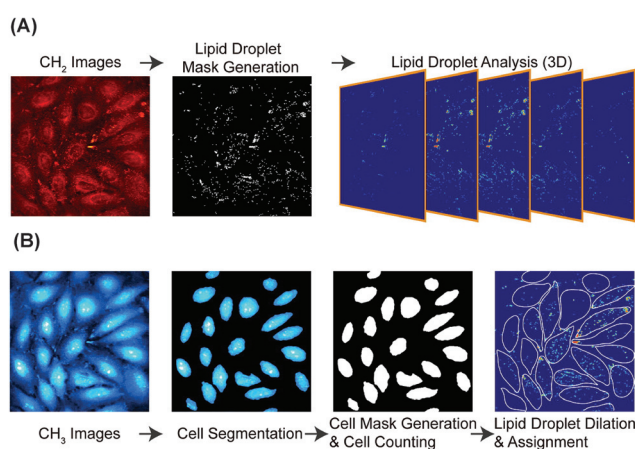 (A)
CH₂ Images
Lipid Droplet
Mask Generation
Lipid Droplet Analysis (3D)
(B)
CH₃ Images
Cell Segmentation
Cell Mask Generation
& Cell Counting
Lipid Droplet Dilation
& Assignment